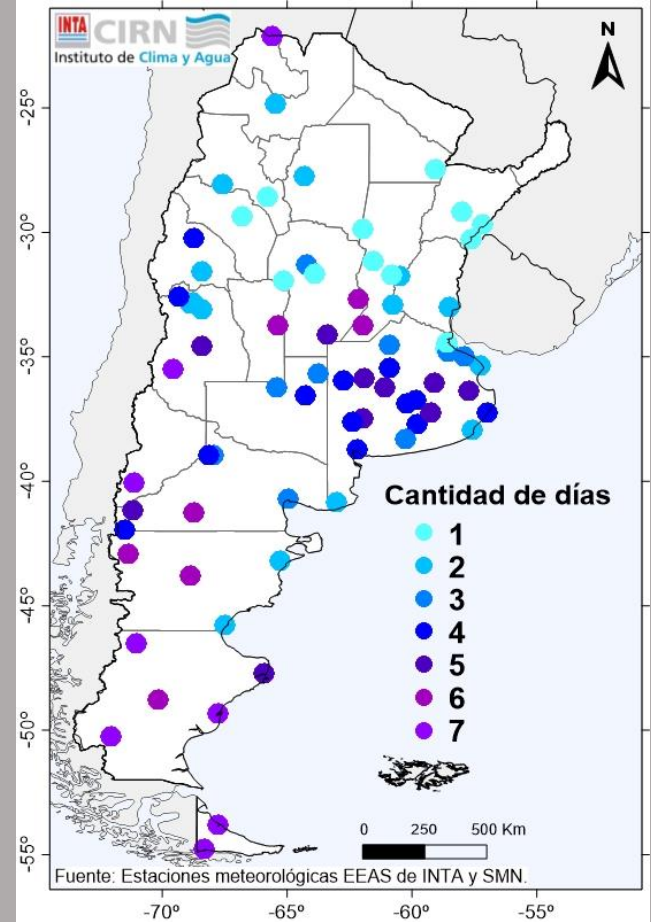 INTA CIRN
Instituto de Clima y Agua
N
-25°
-30°
-35°
-40°
-45°
-50°
-55°
Cantidad de días
1
2
3
4
5
6
7
0 250 500 Km
Fuente: Estaciones meteorológicas EEAS de INTA y SMN.
-70° -65° -60° -55°